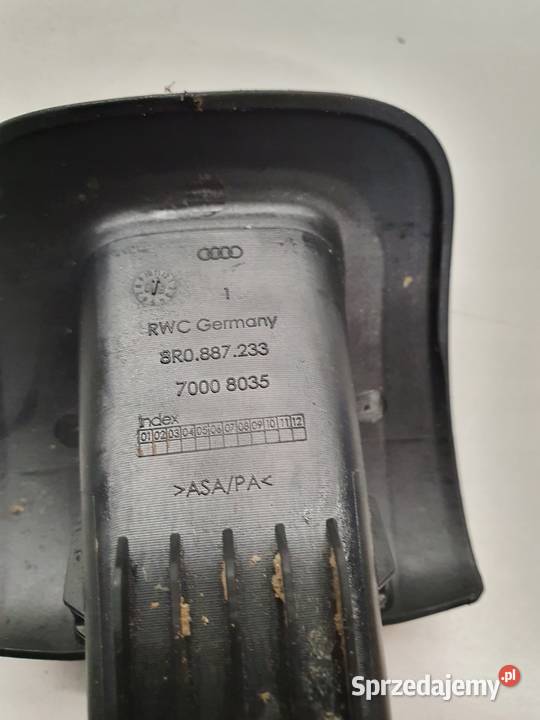 1
RWC Germany
8R0.887.233
7000 8035
Index
01 02 03 04 05 06 07 08 09 10 11 12
>ASA/PA<
Sprzedajemy.pl